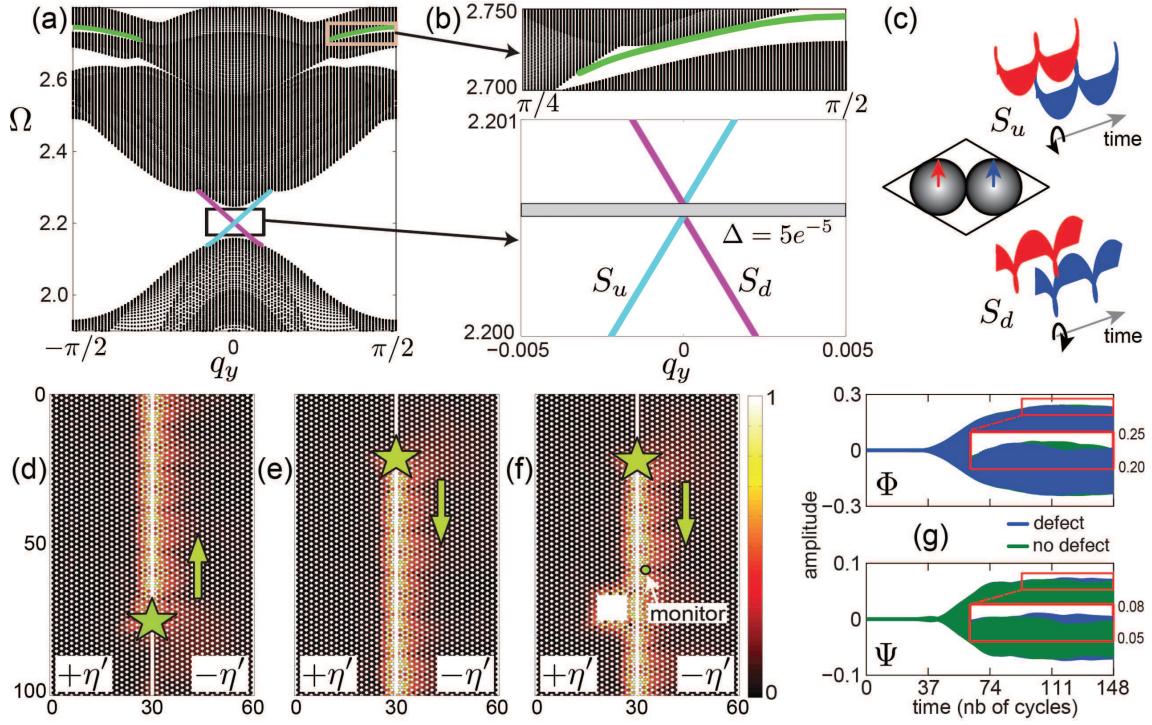 (a)
Ω
2.6
2.4
2.2
2.0
−π/2
0
π/2
q_y
(b)
2.750
2.700
π/4
π/2
2.201
2.200
Δ = 5e^{-5}
S_u
S_d
−0.005
0
0.005
q_y
(c)
S_u
time
S_d
time
(d)
0
50
100
+η′
−η′
0
30
60
(e)
+η′
−η′
0
30
60
(f)
monitor
+η′
−η′
0
30
60
1
0
(g)
amplitude
0.3
0
−0.3
0.25
0.20
Φ
defect
no defect
0.1
0
−0.1
0.08
0.05
Ψ
0
37
74
111
148
time (nb of cycles)